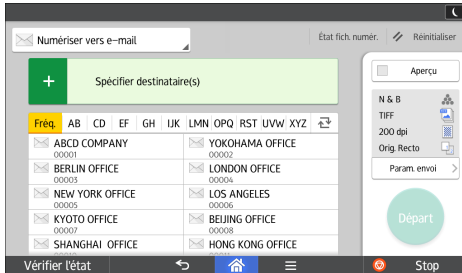 Numériser vers e-mail
État fich. numér.
Réinitialiser
Spécifier destinataire(s)
Aperçu
Fréq. AB CD EF GH IJK LMN OPQ RST UVW XYZ
N & B
TIFF
200 dpi
Orig. Recto
Param. envoi
Départ
ABCD COMPANY
00001
YOKOHAMA OFFICE
00002
BERLIN OFFICE
00003
LONDON OFFICE
00004
NEW YORK OFFICE
00005
LOS ANGELES
00006
KYOTO OFFICE
00007
BEIJING OFFICE
00008
SHANGHAI OFFICE
HONG KONG OFFICE
Vérifier l'état
Stop